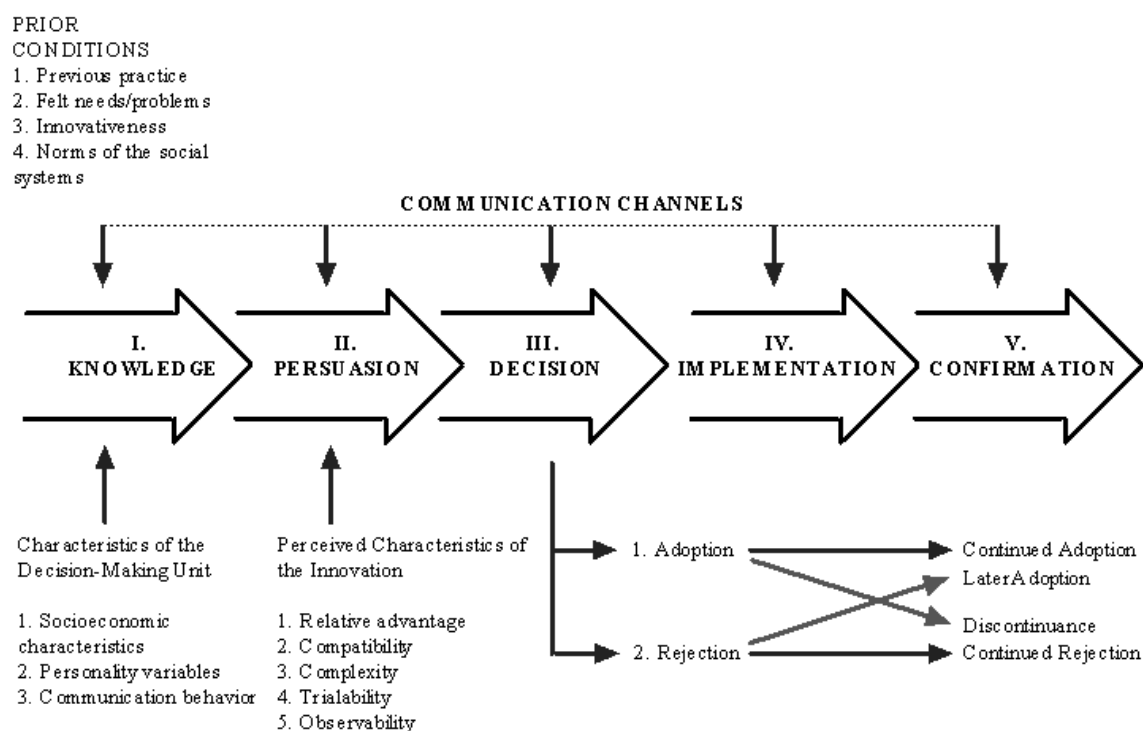 PRIOR
CONDITIONS
1. Previous practice
2. Felt needs/problems
3. Innovativeness
4. Norms of the social
systems
COMMUNICATION CHANNELS
I.
KNOWLEDGE
II.
PERSUASION
III.
DECISION
IV.
IMPLEMENTATION
V.
CONFIRMATION
Characteristics of the
Decision-Making Unit
1. Socioeconomic
characteristics
2. Personality variables
3. Communication behavior
Perceived Characteristics of
the Innovation
1. Relative advantage
2. Compatibility
3. Complexity
4. Trialability
5. Observability
1. Adoption
2. Rejection
Continued Adoption
Later Adoption
Discontinuance
Continued Rejection